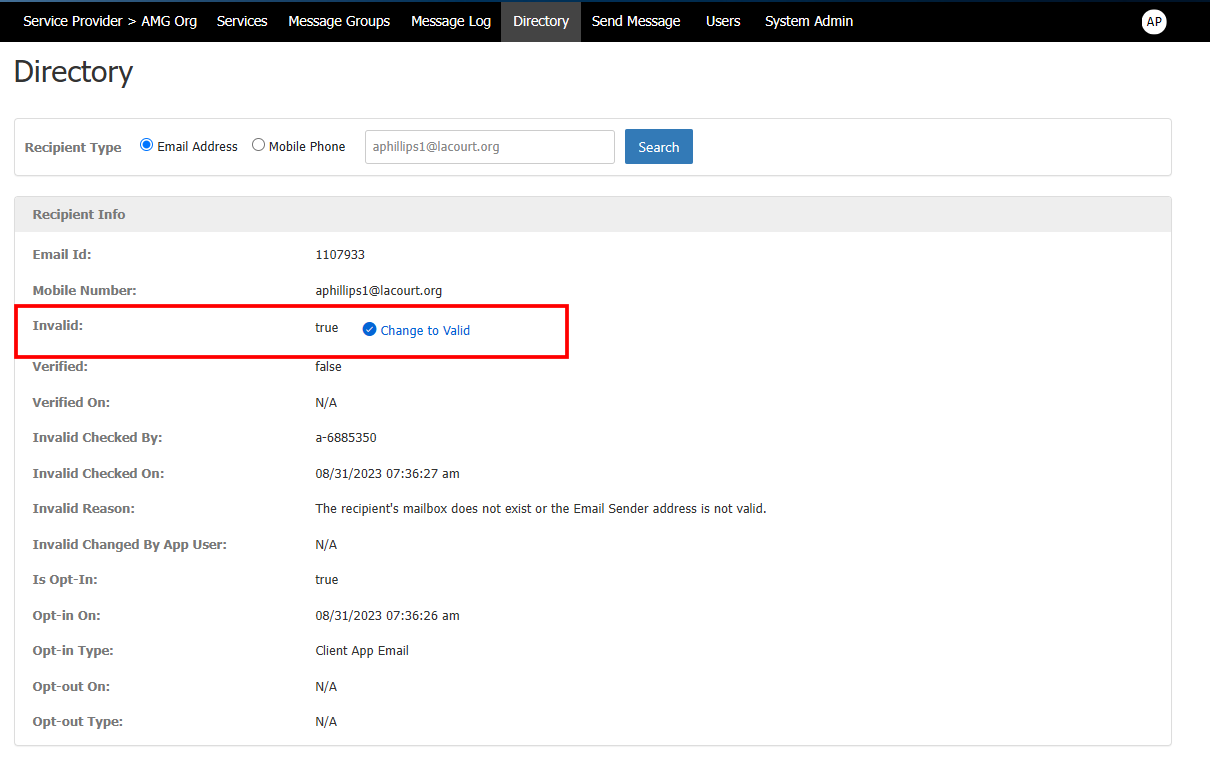 Service Provider > AMG Org Services Message Groups Message Log Directory Send Message Users System Admin AP
Directory
Recipient Type Email Address Mobile Phone aphillips1@lacourt.org Search
Recipient Info
Email Id: 1107933
Mobile Number: aphillips1@lacourt.org
Invalid: true Change to Valid
Verified: false
Verified On: N/A
Invalid Checked By: a-6885350
Invalid Checked On: 08/31/2023 07:36:27 am
Invalid Reason: The recipient's mailbox does not exist or the Email Sender address is not valid.
Invalid Changed By App User: N/A
Is Opt-In: true
Opt-in On: 08/31/2023 07:36:26 am
Opt-in Type: Client App Email
Opt-out On: N/A
Opt-out Type: N/A